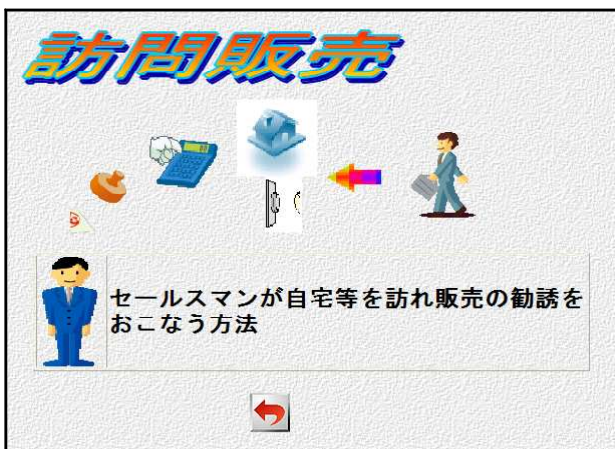 訪問販売
セールスマンが自宅等を訪れ販売の勧誘を
おこなう方法